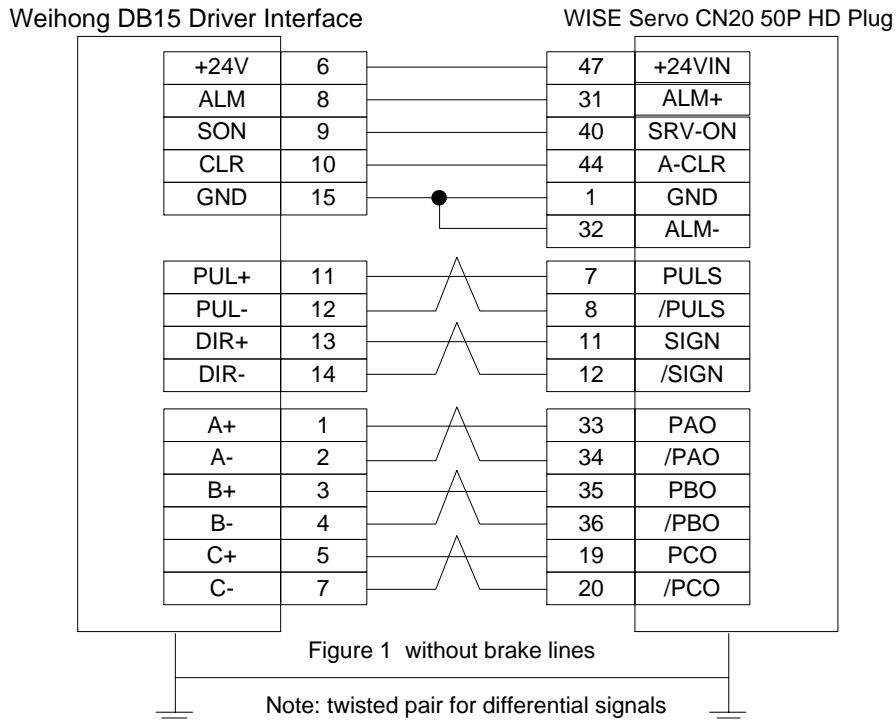 Weihong DB15 Driver Interface WISE Servo CN20 50P HD Plug
+24V 6 47 +24VIN
ALM 8 31 ALM+
SON 9 40 SRV-ON
CLR 10 44 A-CLR
GND 15 1 GND
32 ALM-
PUL+ 11 7 PULS
PUL- 12 8 /PULS
DIR+ 13 11 SIGN
DIR- 14 12 /SIGN
A+ 1 33 PAO
A- 2 34 /PAO
B+ 3 35 PBO
B- 4 36 /PBO
C+ 5 19 PCO
C- 7 20 /PCO
Figure 1 without brake lines
Note: twisted pair for differential signals